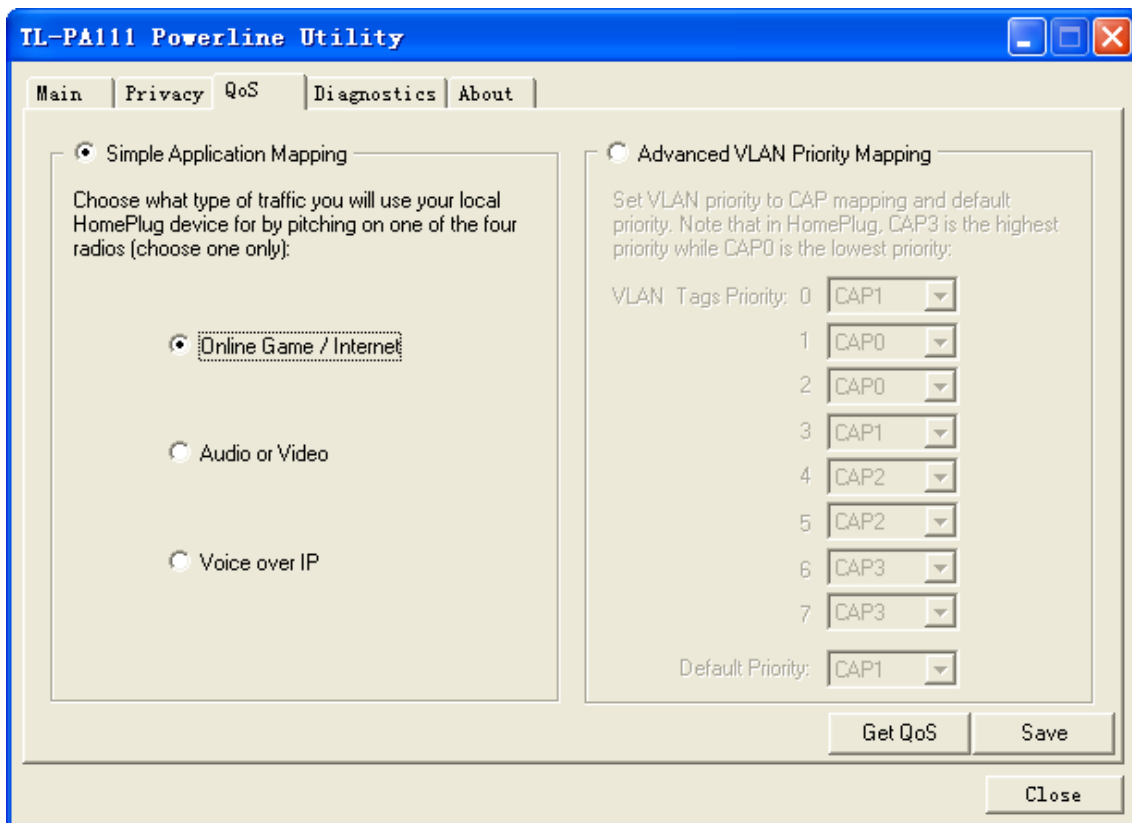 TL-PA111 Powerline Utility
Main Privacy QoS Diagnostics About
Simple Application Mapping
Choose what type of traffic you will use your local
HomePlug device for by pitching on one of the four
radios (choose one only):
Online Game / Internet
Audio or Video
Voice over IP
Advanced VLAN Priority Mapping
Set VLAN priority to CAP mapping and default
priority. Note that in HomePlug, CAP3 is the highest
priority while CAP0 is the lowest priority:
VLAN Tags Priority: 0 CAP1
1 CAP0
2 CAP0
3 CAP1
4 CAP2
5 CAP2
6 CAP3
7 CAP3
Default Priority: CAP1
Get QoS Save
Close